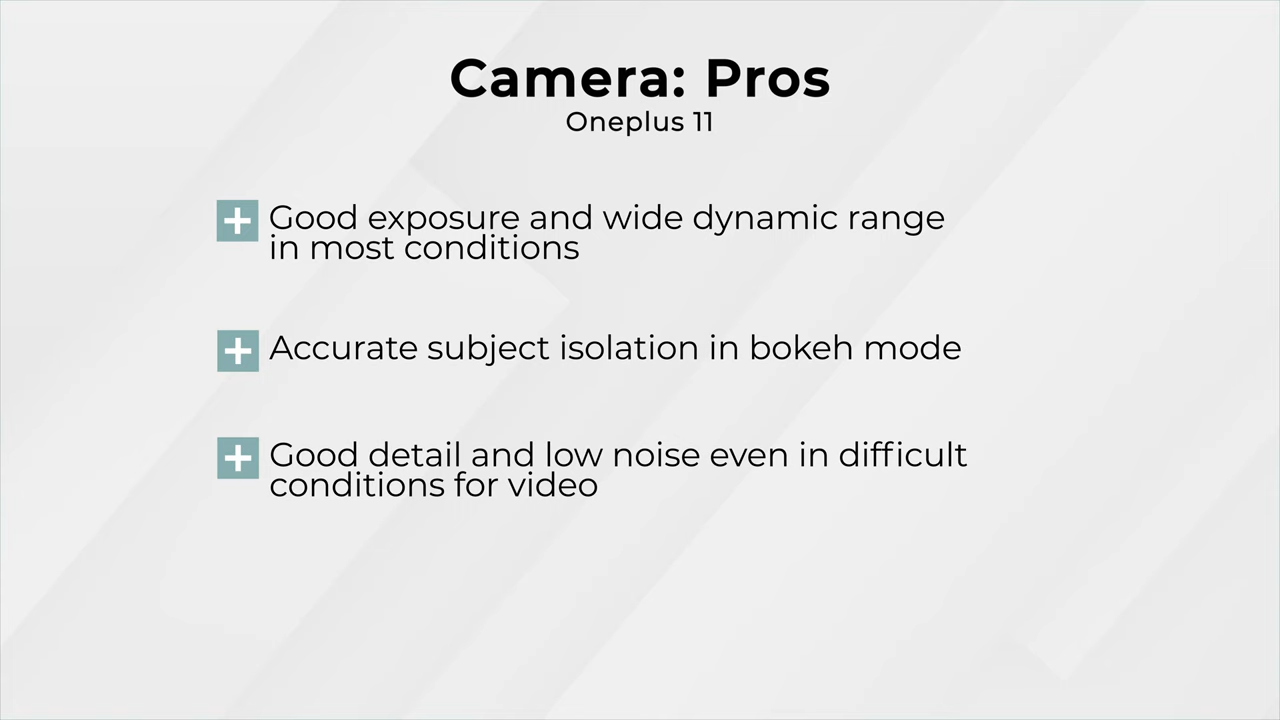 Camera: Pros
Oneplus 11
Good exposure and wide dynamic range
in most conditions
Accurate subject isolation in bokeh mode
Good detail and low noise even in difficult
conditions for video